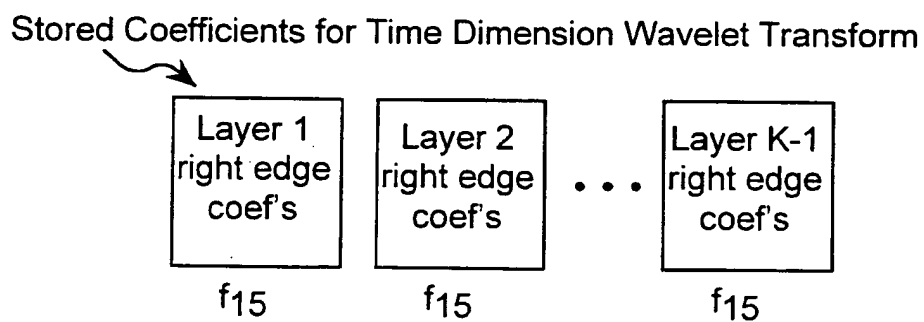 Stored Coefficients for Time Dimension Wavelet Transform
Layer 1
right edge
coef's
Layer 2
right edge
coef's
• • •
Layer K-1
right edge
coef's
f15
f15
f15